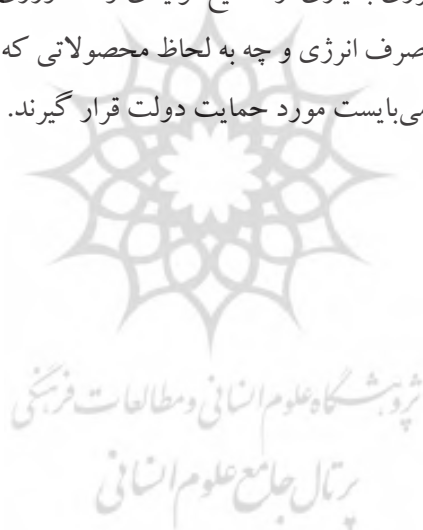 صرف انرژی و چه به لحاظ محصولاتی که
می‌بایست مورد حمایت دولت قرار گیرند.
پژوهشگاه علوم انسانی و مطالعات فرهنگی
پرتال جامع علوم انسانی